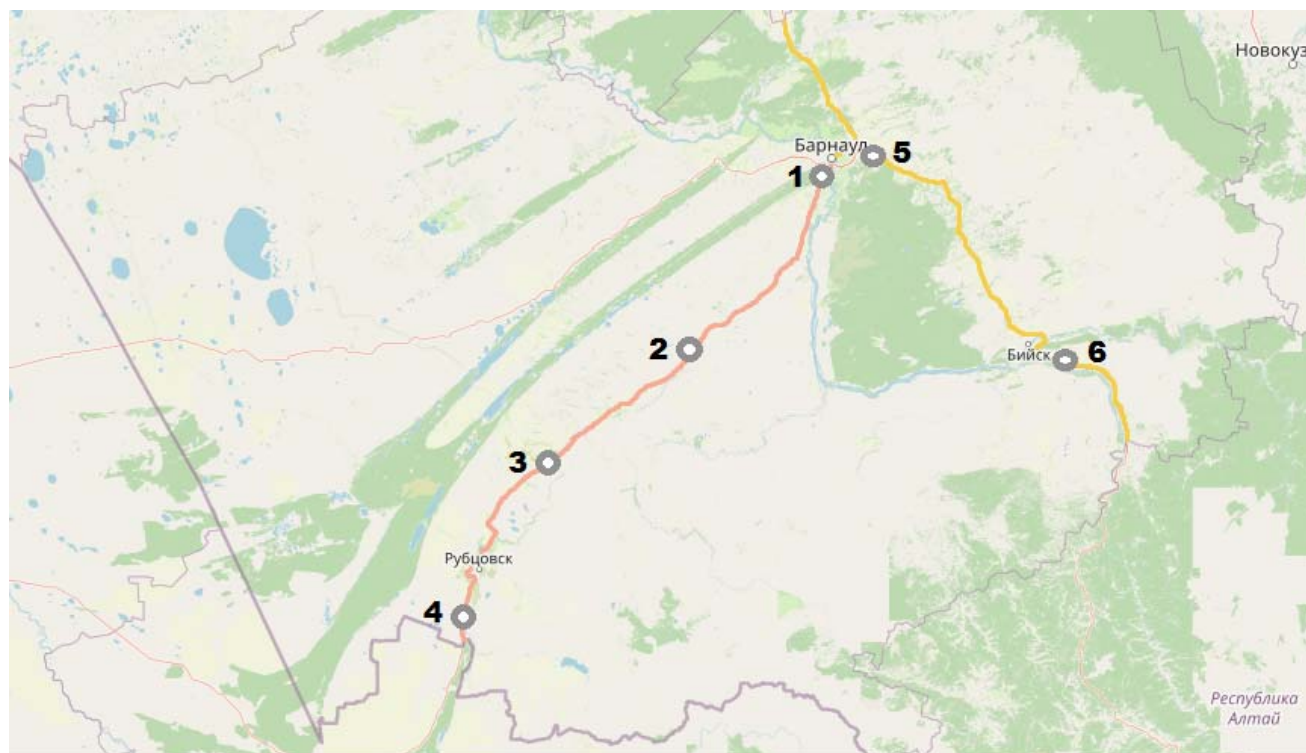 Новокуз
Барнаул
5
1
2
Бийск
6
3
Рубцовск
4
Республика
Алтай